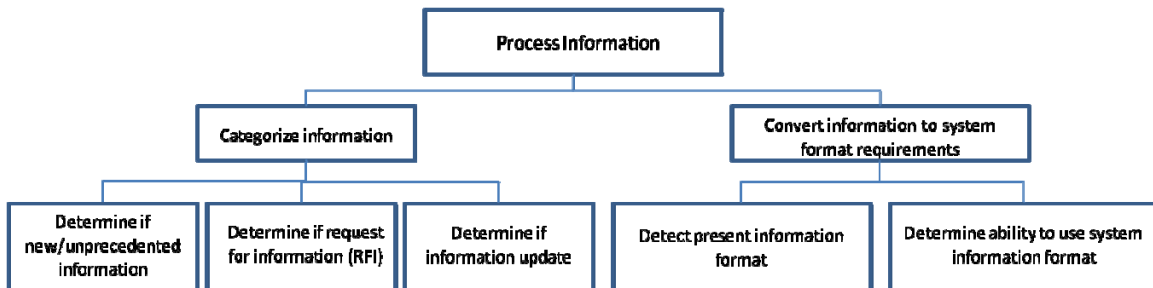 Process Information
Categorize information
Convert information to system
format requirements
Determine if
new/unprecedented
information
Determine if request
for information (RFI)
Determine if
information update
Detect present information
format
Determine ability to use system
information format